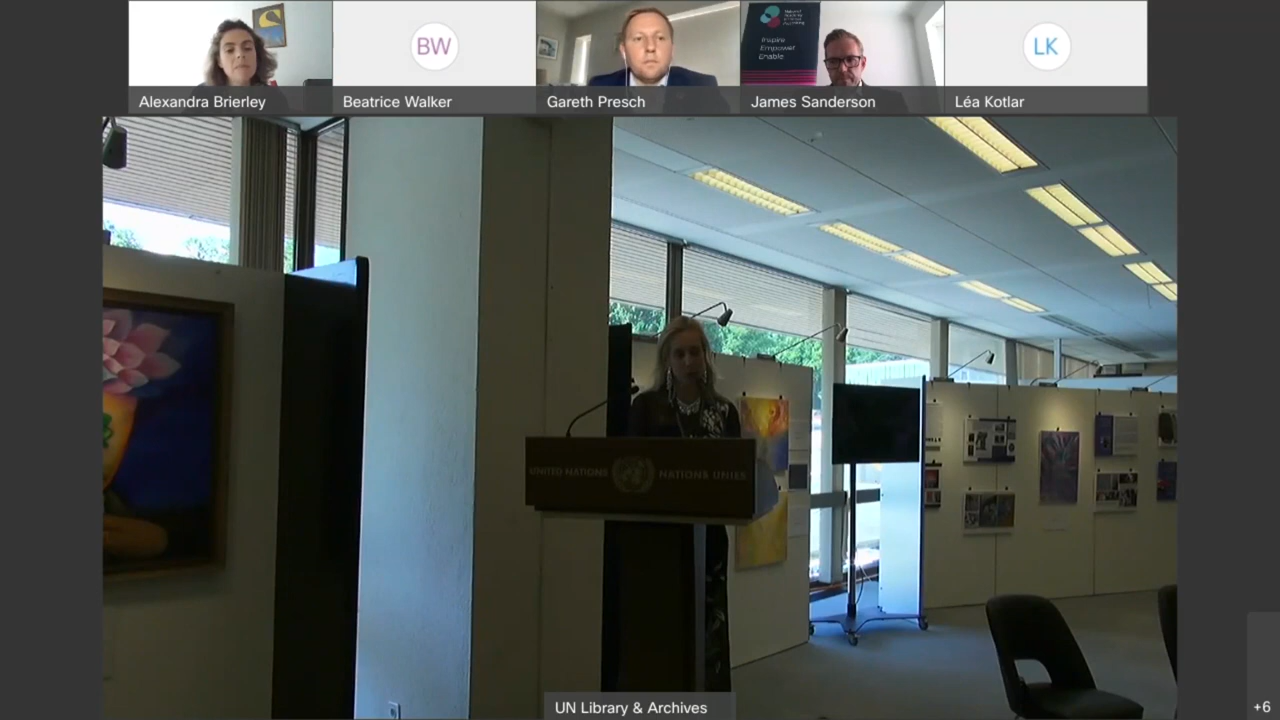 Inspire
Empower
Enable
Alexandra Brierley
BW
Beatrice Walker
Gareth Presch
James Sanderson
LK
Léa Kotlar
UNITED NATIONS
NATIONS UNIES
UN Library & Archives
+6